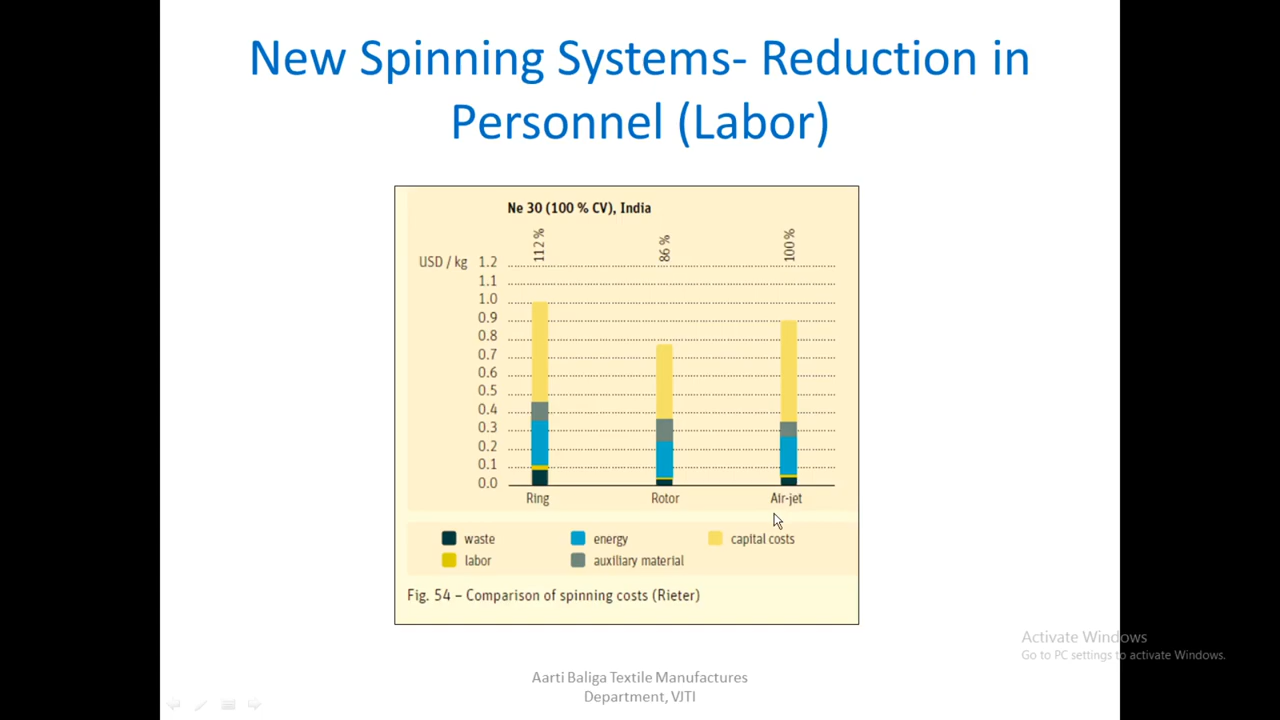 New Spinning Systems- Reduction in
Personnel (Labor)
Ne 30 (100 % CV), India
112 %
86 %
100 %
USD / kg
1.2
1.1
1.0
0.9
0.8
0.7
0.6
0.5
0.4
0.3
0.2
0.1
0.0
Ring Rotor Air-jet
waste energy capital costs
labor auxiliary material
Fig. 54 – Comparison of spinning costs (Rieter)
Activate Windows
Go to PC settings to activate Windows.
Aarti Baliga Textile Manufactures
Department, VJTI